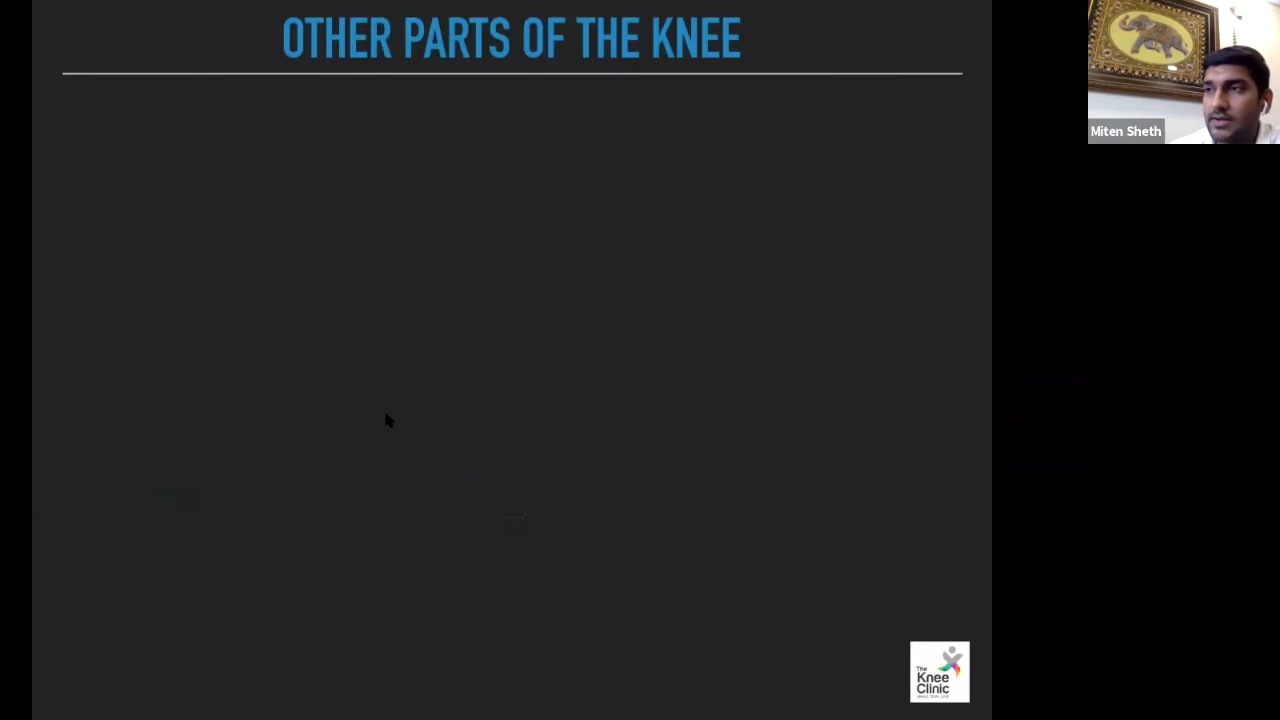 OTHER PARTS OF THE KNEE
Miten Sheth
The
Knee
Clinic